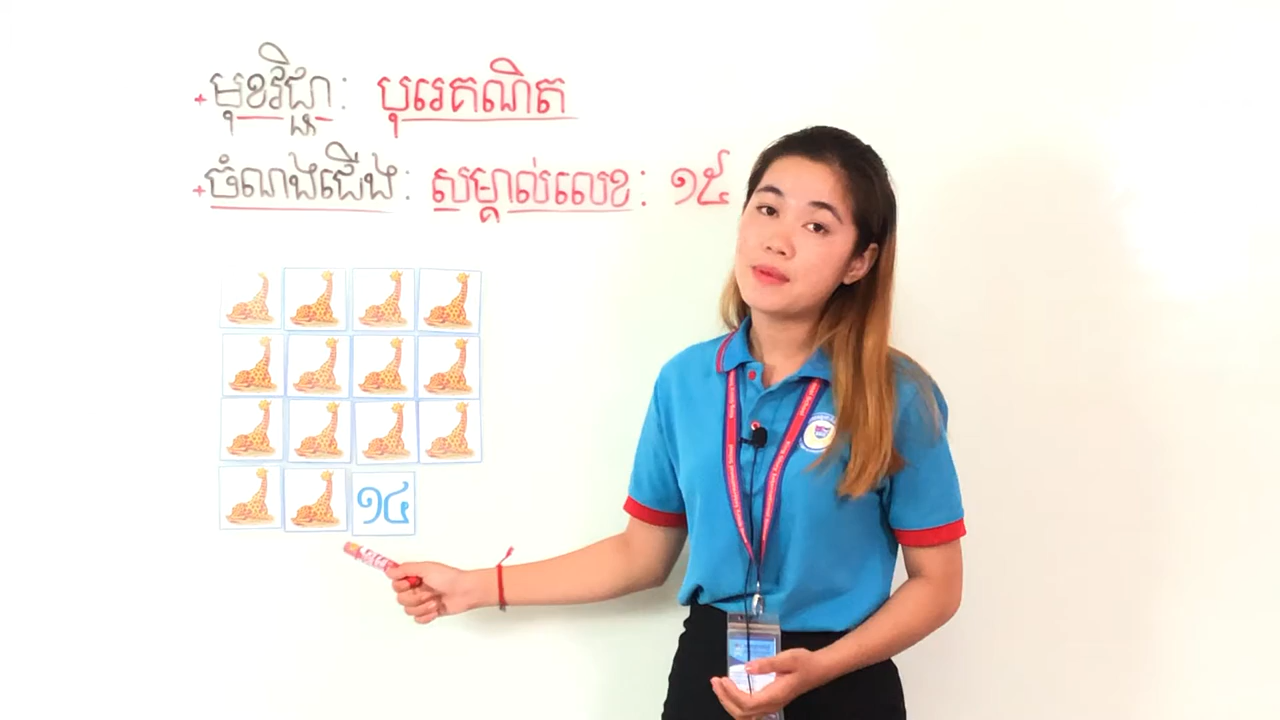 + មុខវិជ្ជា: បុរេគណិត
+ ចំណងជើង: សម្គាល់លេខ: ១៥
១៤